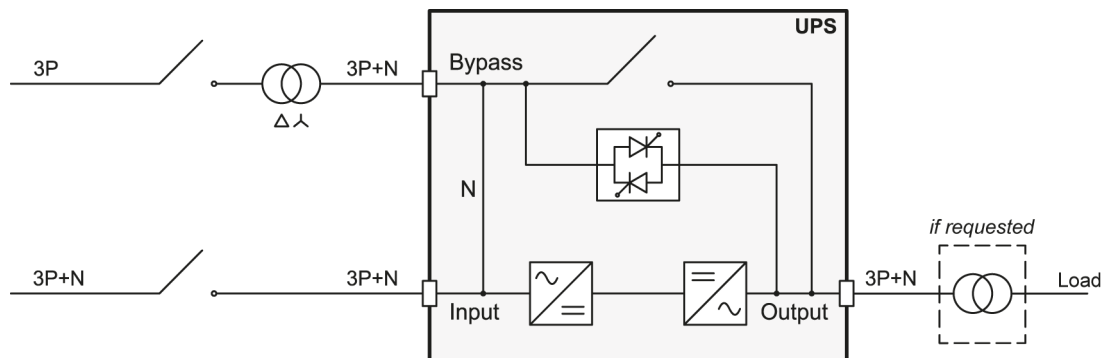 UPS
3P
3P+N
Bypass
N
if requested
3P+N
3P+N
3P+N
Load
Input
Output